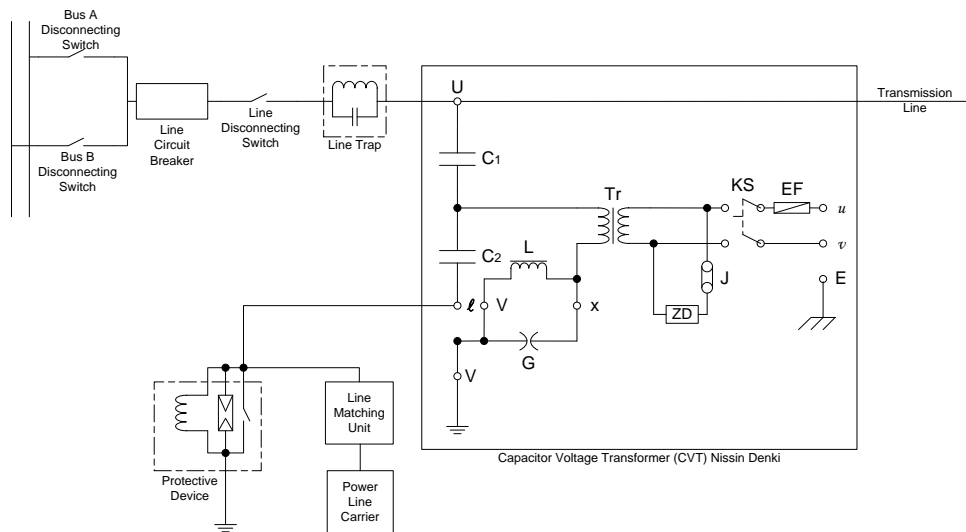 Bus A
Disconnecting
Switch
Bus B
Disconnecting
Switch
Line
Circuit
Breaker
Line
Disconnecting
Switch
Line Trap
U
Transmission
Line
C1
C2
Tr
KS
EF
u
v
E
L
J
ZD
ℓ
V
x
G
V
Capacitor Voltage Transformer (CVT) Nissin Denki
Line
Matching
Unit
Protective
Device
Power
Line
Carrier